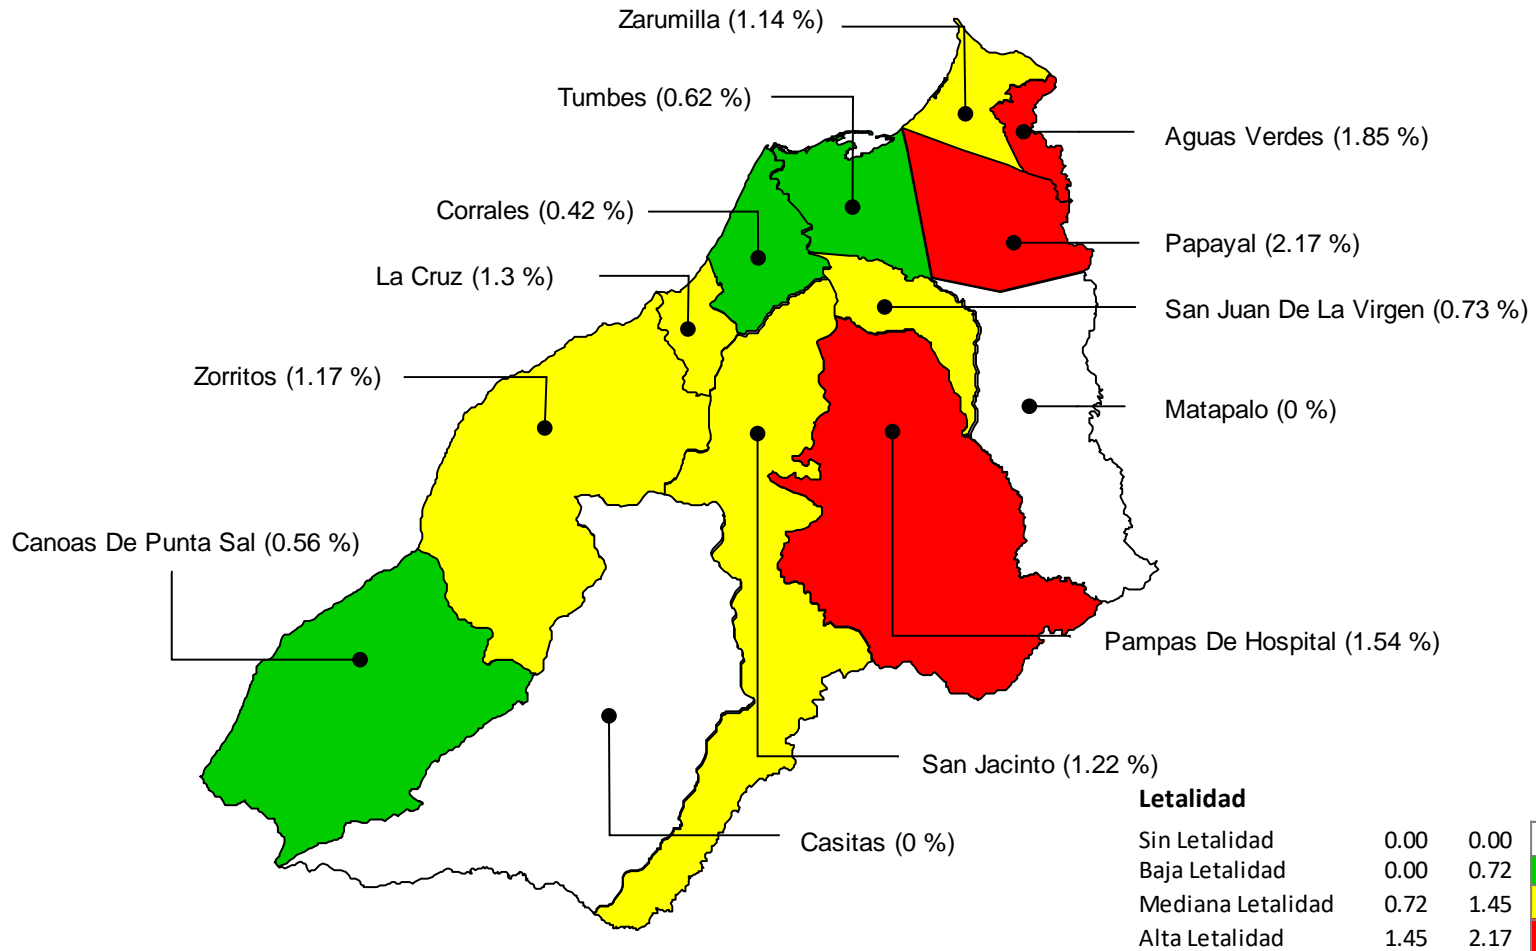 Zarumilla (1.14 %)
Tumbes (0.62 %)
Aguas Verdes (1.85 %)
Corrales (0.42 %)
Papayal (2.17 %)
La Cruz (1.3 %)
San Juan De La Virgen (0.73 %)
Zorritos (1.17 %)
Matapalo (0 %)
Canoas De Punta Sal (0.56 %)
Pampas De Hospital (1.54 %)
San Jacinto (1.22 %)
Casitas (0 %)
Letalidad
Sin Letalidad 0.00 0.00
Baja Letalidad 0.00 0.72
Mediana Letalidad 0.72 1.45
Alta Letalidad 1.45 2.17